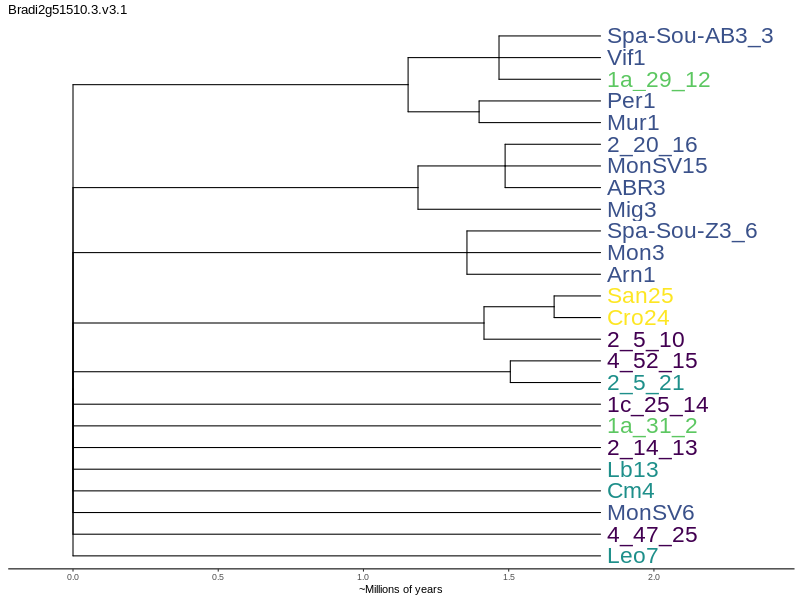 Bradi2g51510.3.v3.1
Spa-Sou-AB3_3
Vif1
1a_29_12
Per1
Mur1
2_20_16
MonSV15
ABR3
Mig3
Spa-Sou-Z3_6
Mon3
Arn1
San25
Cro24
2_5_10
4_52_15
2_5_21
1c_25_14
1a_31_2
2_14_13
Lb13
Cm4
MonSV6
4_47_25
Leo7
0.0 0.5 1.0 1.5 2.0
~Millions of years